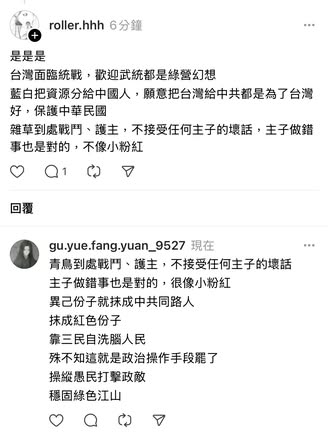 roller.hhh 6分鐘
是是是
台灣面臨統戰，歡迎武統都是綠營幻想
藍白把資源分給中國人，願意把台灣給中共都是為了台灣
好，保護中華民國
雜草到處戰鬥、護主，不接受任何主子的壞話，主子做錯
事也是對的，不像小粉紅
1
回覆
gu.yue.fang.yuan_9527 現在
青鳥到處戰鬥、護主，不接受任何主子的壞話
主子做錯事也是對的，很像小粉紅
異己份子就抹成中共同路人
抹成紅色份子
靠三民自洗腦人民
殊不知這就是政治操作手段罷了
操縱愚民打擊政敵
穩固綠色江山